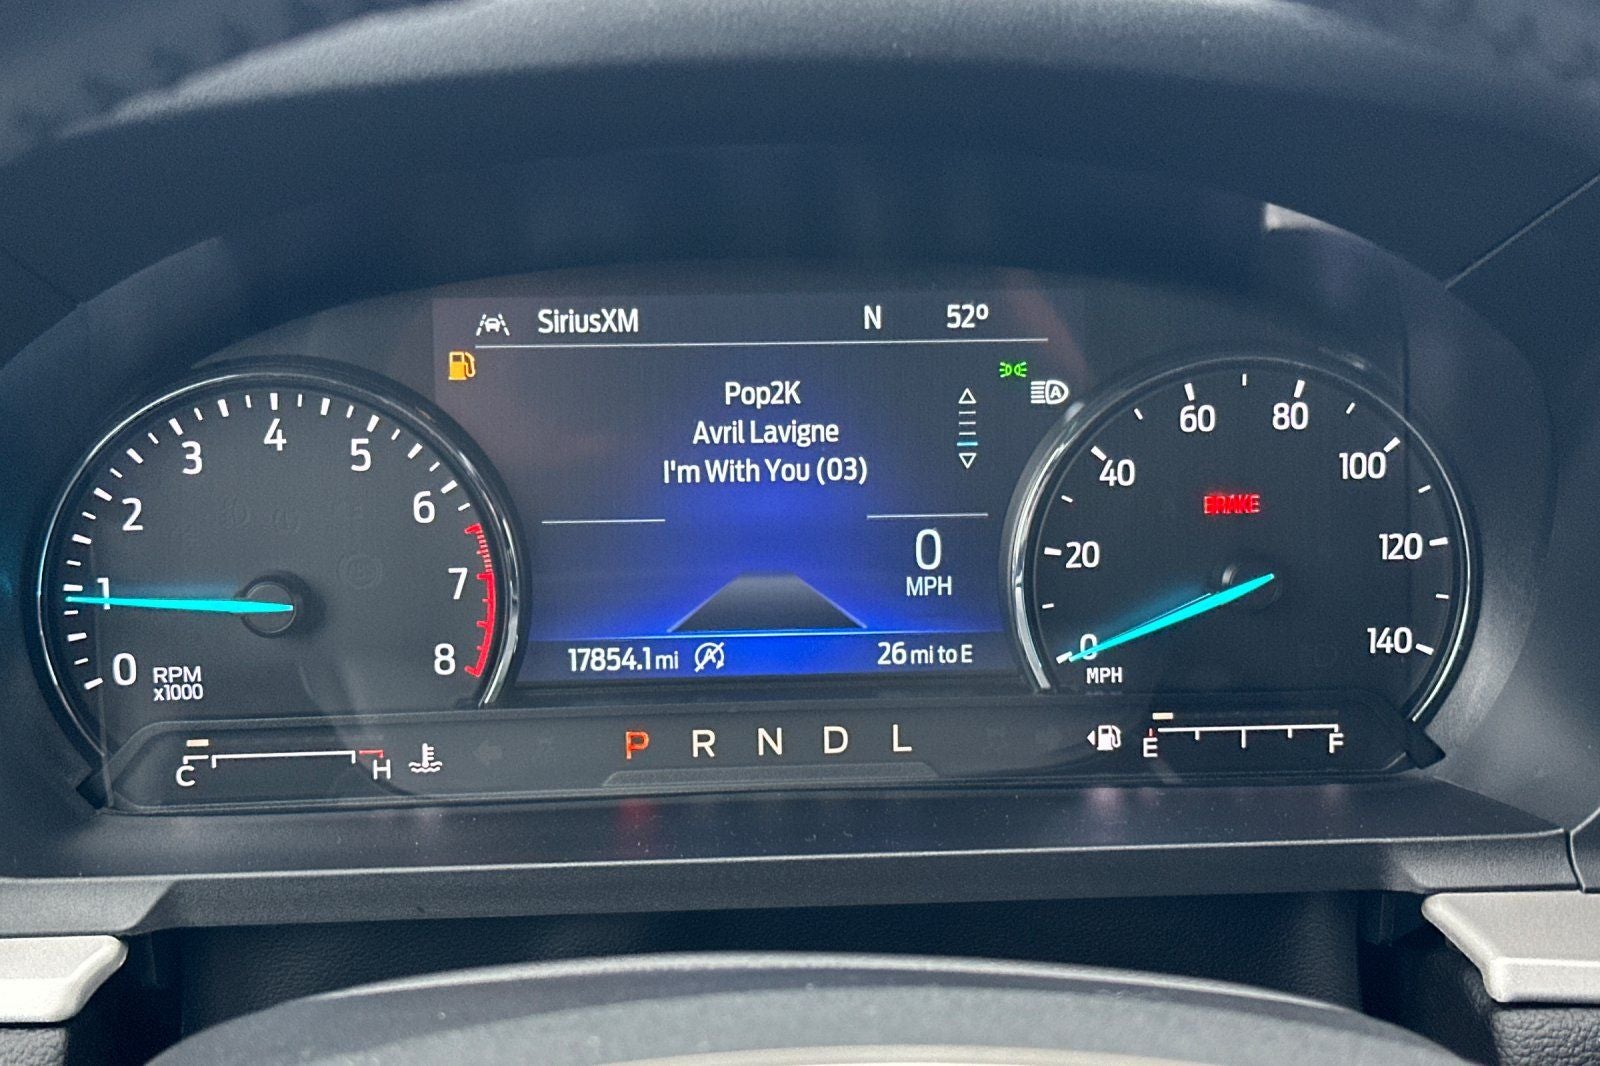 SiriusXM N 52°
Pop2K
Avril Lavigne
I'm With You (03)
0
MPH
17854.1 mi
26 mi to E
0
1
2
3
4
5
6
7
8
RPM
x1000
0
20
40
60
80
100
120
140
MPH
BRAKE
C H
P R N D L
E F
A